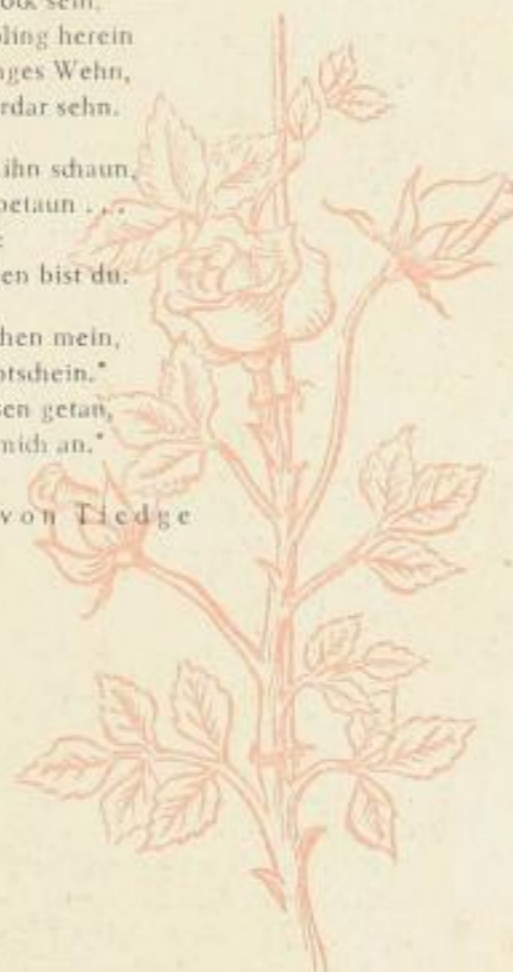 sein,
ling herein
nges Wehn,
rdar sehn.
ihn schaun,
betaun . . .
:
en bist du.
hen mein,
otschein."
sen getan,
mich an."
von Tiedge